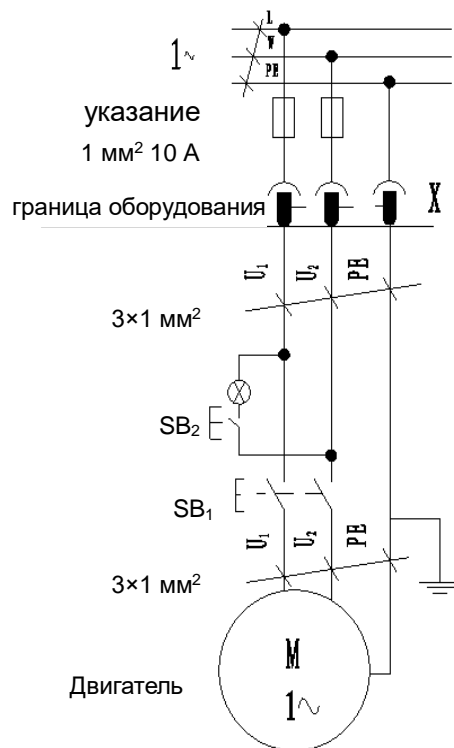 L
W
PE
1~
указание
1 мм² 10 А
граница оборудования
X
U₁ U₂ PE
3×1 мм²
SB₂
SB₁
U₁ U₂ PE
3×1 мм²
M
1~
Двигатель